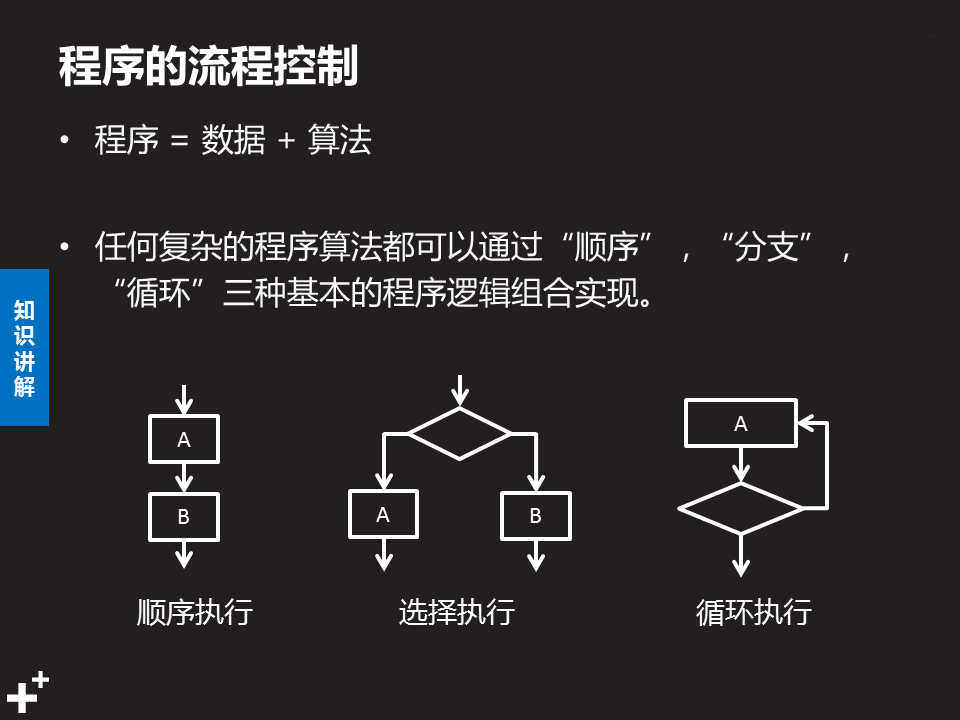 程序的流程控制
• 程序 = 数据 + 算法
• 任何复杂的程序算法都可以通过“顺序”，“分支”，
“循环”三种基本的程序逻辑组合实现。
知识讲解
A
B
A
B
A
顺序执行
选择执行
循环执行